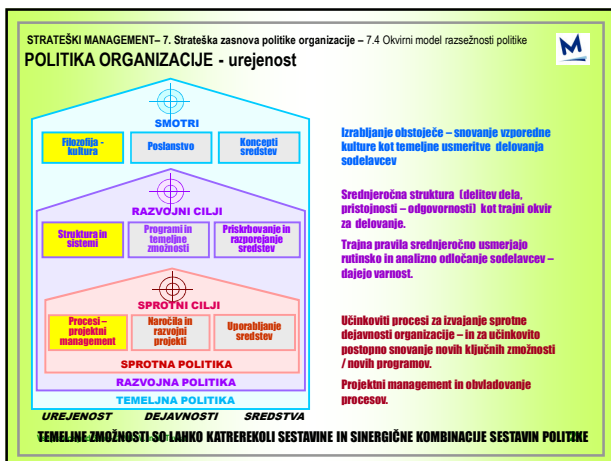 STRATEŠKI MANAGEMENT– 7. Strateška zasnova politike organizacije – 7.4 Okvirni model razsežnosti politike
POLITIKA ORGANIZACIJE - urejenost
M
SMOTRI
Filozofija -
kultura
Poslanstvo
Koncepti
sredstev
RAZVOJNI CILJI
Struktura in
sistemi
Programi in
temeljne
zmožnosti
Priskrbovanje in
razporejanje
sredstev
SPROTNI CILJI
Procesi –
projektni
management
Naročila in
razvojni
projekti
Uporabljanje
sredstev
SPROTNA POLITIKA
RAZVOJNA POLITIKA
TEMELJNA POLITIKA
UREJENOST DEJAVNOSTI SREDSTVA
Izrabljanje obstoječe – snovanje vzporedne
kulture kot temeljne usmeritve delovanja
sodelavcev
Srednjeročna struktura (delitev dela,
pristojnosti – odgovornosti) kot trajni okvir
za delovanje.
Trajna pravila srednjeročno usmerjajo
rutinsko in analizno odločanje sodelavcev –
dajejo varnost.
Učinkoviti procesi za izvajanje sprotne
dejavnosti organizacije – in za učinkovito
postopno snovanje novih ključnih zmožnosti
/ novih programov.
Projektni management in obvladovanje
procesov.
TEMELJNE ZMOŽNOSTI SO LAHKO KATREREKOLI SESTAVINE IN SINERGIČNE KOMBINACIJE SESTAVIN POLITIKE